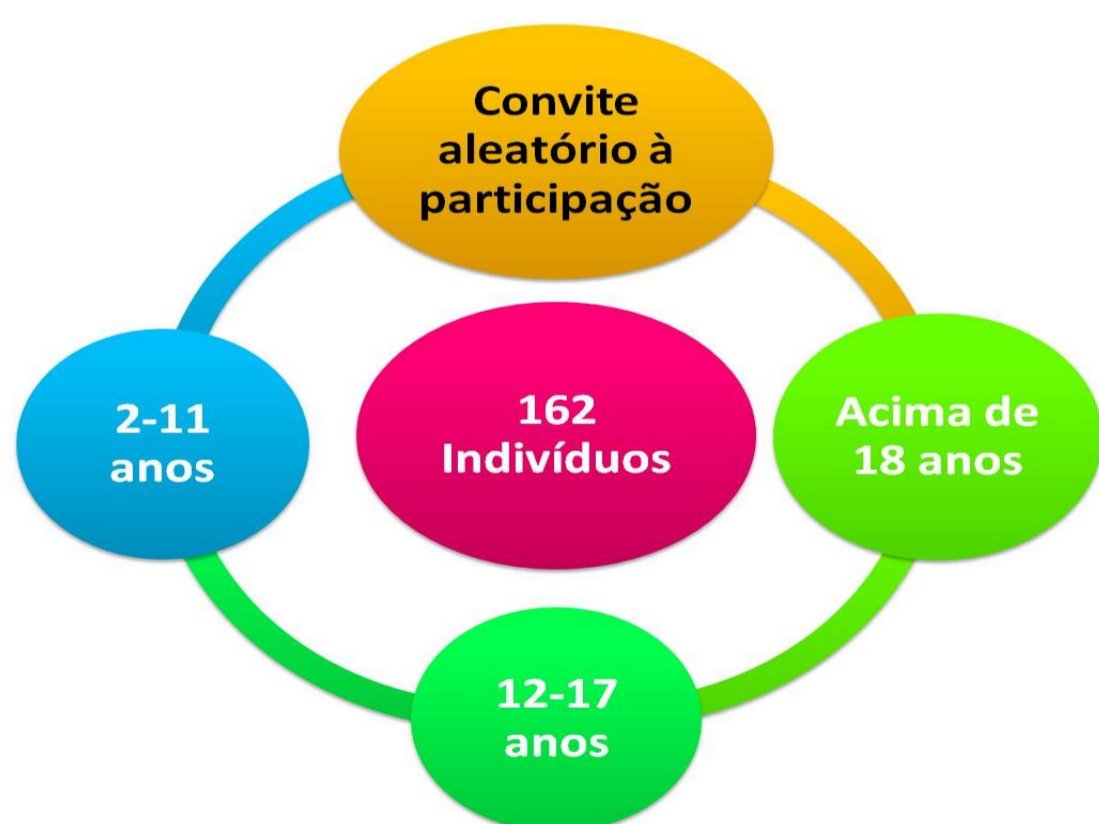 Convite
aleatório à
participação
2-11
anos
162
Indivíduos
Acima de
18 anos
12-17
anos